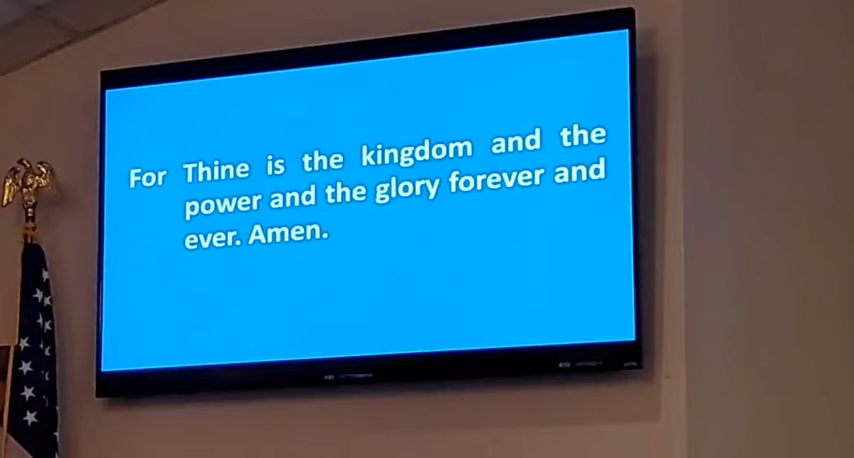 For Thine is the kingdom and the
power and the glory forever and
ever. Amen.